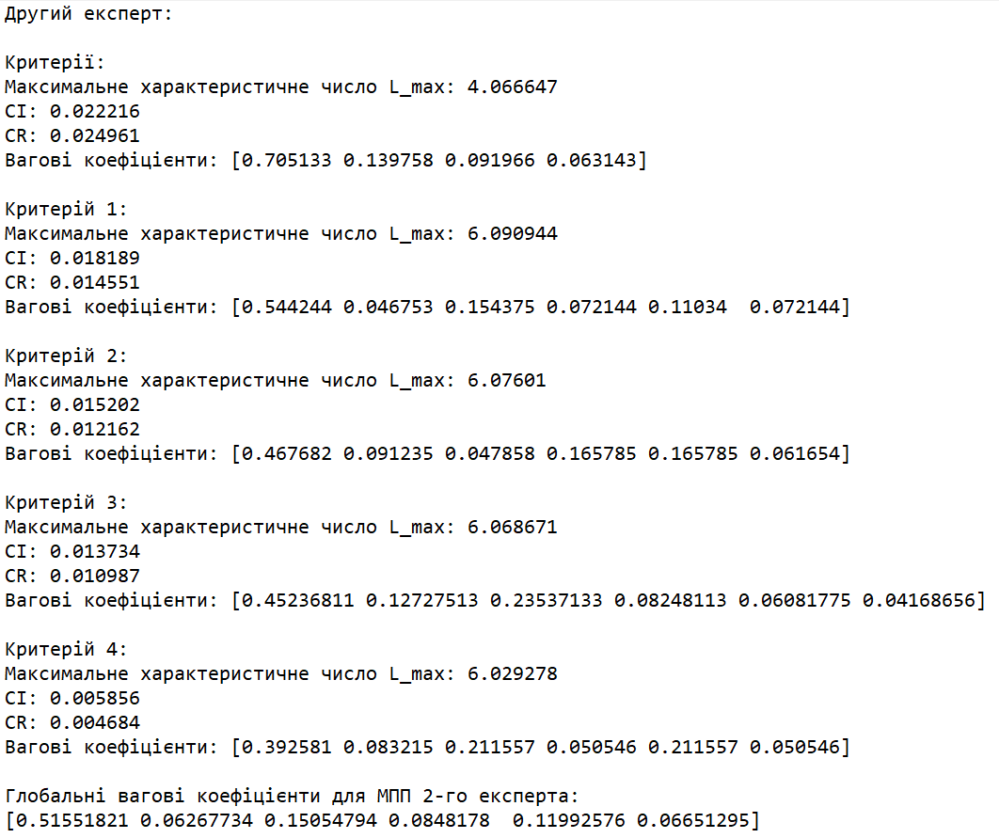 Другий експерт:
Критерії:
Максимальне характеристичне число L_max: 4.066647
CI: 0.022216
CR: 0.024961
Вагові коефіцієнти: [0.705133 0.139758 0.091966 0.063143]
Критерій 1:
Максимальне характеристичне число L_max: 6.090944
CI: 0.018189
CR: 0.014551
Вагові коефіцієнти: [0.544244 0.046753 0.154375 0.072144 0.11034  0.072144]
Критерій 2:
Максимальне характеристичне число L_max: 6.07601
CI: 0.015202
CR: 0.012162
Вагові коефіцієнти: [0.467682 0.091235 0.047858 0.165785 0.165785 0.061654]
Критерій 3:
Максимальне характеристичне число L_max: 6.068671
CI: 0.013734
CR: 0.010987
Вагові коефіцієнти: [0.45236811 0.12727513 0.23537133 0.08248113 0.06081775 0.04168656]
Критерій 4:
Максимальне характеристичне число L_max: 6.029278
CI: 0.005856
CR: 0.004684
Вагові коефіцієнти: [0.392581 0.083215 0.211557 0.050546 0.211557 0.050546]
Глобальні вагові коефіцієнти для МПП 2-го експерта:
[0.51551821 0.06267734 0.15054794 0.0848178  0.11992576 0.06651295]